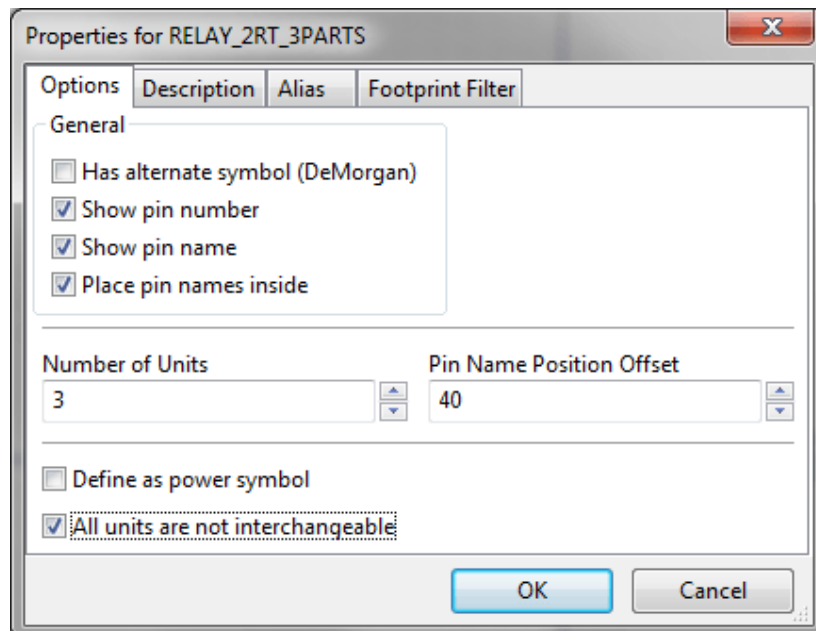 Properties for RELAY_2RT_3PARTS
Options Description Alias Footprint Filter
General
Has alternate symbol (DeMorgan)
Show pin number
Show pin name
Place pin names inside
Number of Units Pin Name Position Offset
3 40
Define as power symbol
All units are not interchangeable
OK Cancel